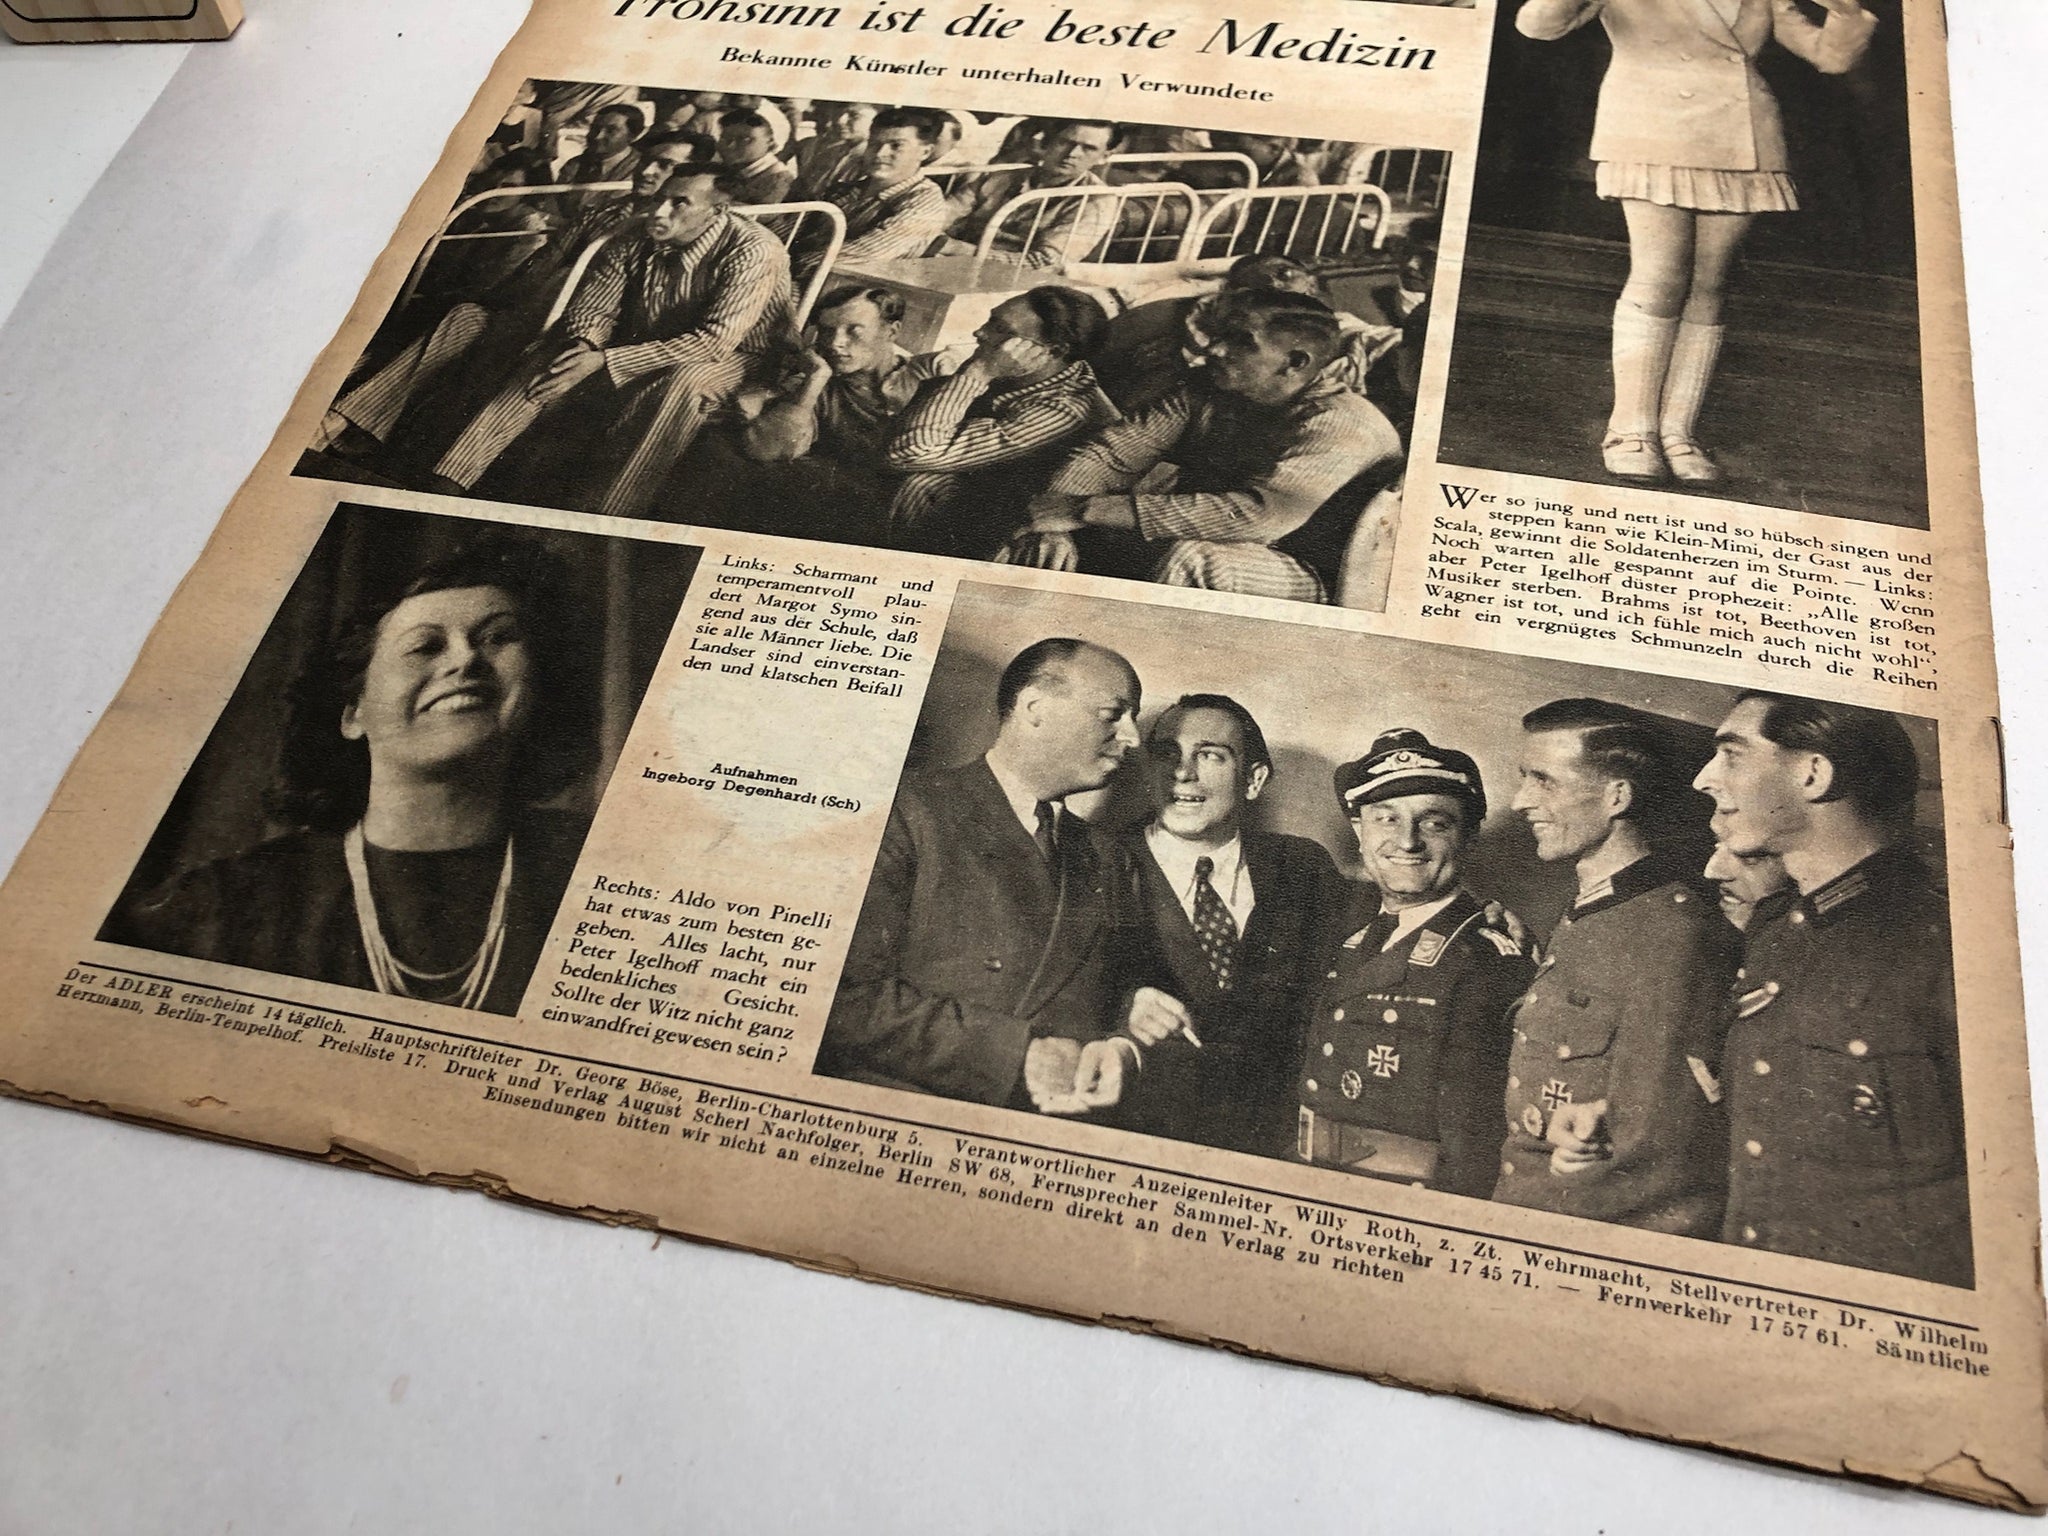 Frohsinn ist die beste Medizin
Bekannte Künstler unterhalten Verwundete
Wer so jung und nett ist und so hübsch singen und
steppen kann wie Klein-Mimi, der Gast aus der
Scala, gewinnt die Soldatenherzen im Sturm. — Links:
Noch warten alle gespannt auf die Pointe. Wenn
aber Peter Igelhoff düster prophezeit: „Alle großen
Musiker sterben. Brahms ist tot, Beethoven ist tot,
Wagner ist tot, und ich fühle mich auch nicht wohl“,
geht ein vergnügtes Schmunzeln durch die Reihen
Links: Scharmant und
temperamentvoll plau-
dert Margot Symo sin-
gend aus der Schule, daß
sie alle Männer liebe. Die
Landser sind einverstan-
den und klatschen Beifall
Aufnahmen
Ingeborg Degenhardt (Sch)
Rechts: Aldo von Pinelli
hat etwas zum besten ge-
geben. Alles lacht, nur
Peter Igelhoff macht ein
bedenkliches Gesicht.
Sollte der Witz nicht ganz
einwandfrei gewesen sein?
Der ADLER erscheint 14 täglich. Hauptschriftleiter Dr. Georg Böse, Berlin-Charlottenburg 5. Verantwortlicher Anzeigenleiter Willy Roth, z. Zt. Wehrmacht, Stellvertreter Dr. Wilhelm
Herzmann, Berlin-Tempelhof. Preisliste 17. Druck und Verlag August Scherl Nachfolger, Berlin SW 68, Fernsprecher Sammel-Nr. Ortsverkehr 17 45 71. — Fernverkehr 17 57 61. Sämtliche
Einsendungen bitten wir nicht an einzelne Herren, sondern direkt an den Verlag zu richten